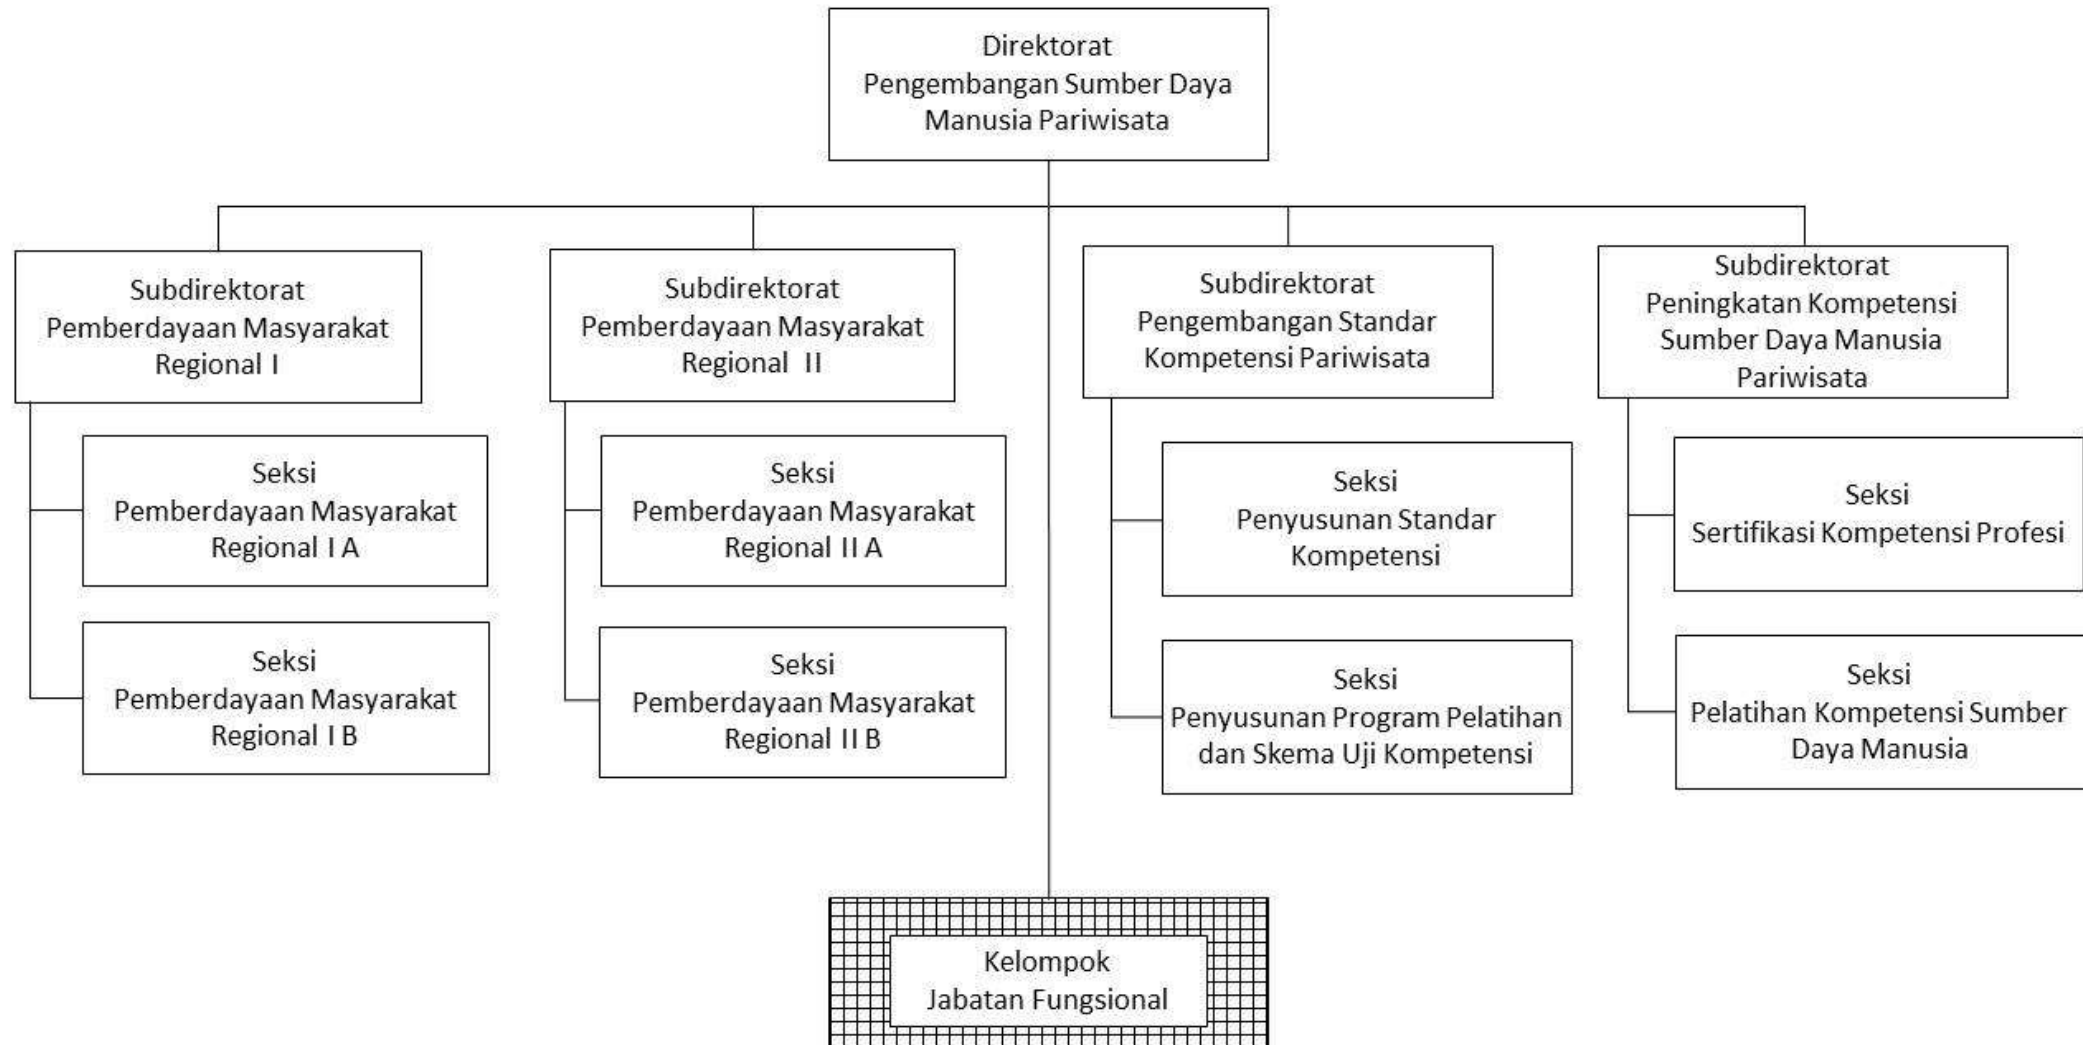 Direktorat
Pengembangan Sumber Daya
Manusia Pariwisata
Subdirektorat
Pemberdayaan Masyarakat
Regional I
Subdirektorat
Pemberdayaan Masyarakat
Regional II
Subdirektorat
Pengembangan Standar
Kompetensi Pariwisata
Subdirektorat
Peningkatan Kompetensi
Sumber Daya Manusia
Pariwisata
Seksi
Pemberdayaan Masyarakat
Regional I A
Seksi
Pemberdayaan Masyarakat
Regional II A
Seksi
Penyusunan Standar
Kompetensi
Seksi
Sertifikasi Kompetensi Profesi
Seksi
Pemberdayaan Masyarakat
Regional I B
Seksi
Pemberdayaan Masyarakat
Regional II B
Seksi
Penyusunan Program Pelatihan
dan Skema Uji Kompetensi
Seksi
Pelatihan Kompetensi Sumber
Daya Manusia
Kelompok
Jabatan Fungsional